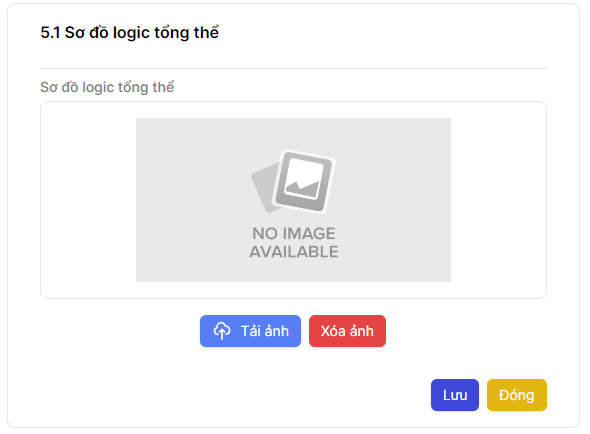 5.1 Sơ đồ logic tổng thể
Sơ đồ logic tổng thể
NO IMAGE
AVAILABLE
Tải ảnh
Xóa ảnh
Lưu
Đóng